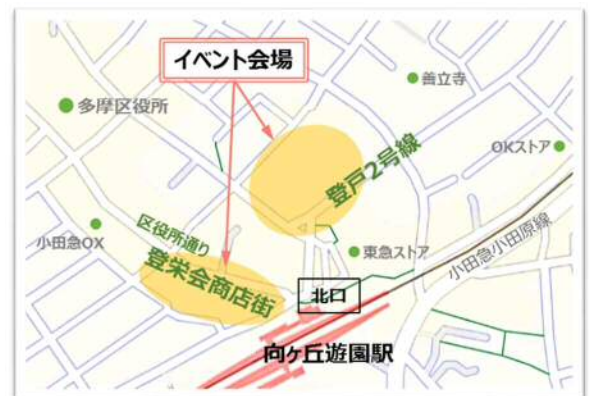 イベント会場
善立寺
多摩区役所
OKストア
登戸2号線
区役所通り
小田急OX
東急ストア
小田急小田原線
登栄会商店街
北口
向ヶ丘遊園駅